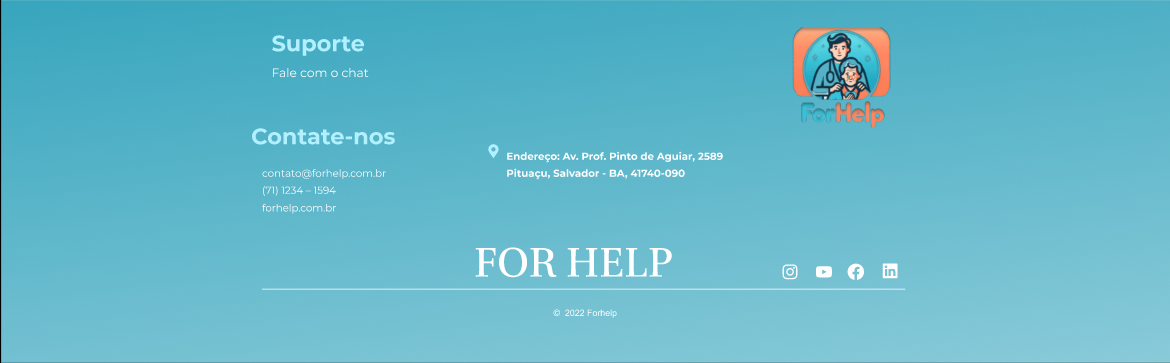 Suporte
Fale com o chat
ForHelp
Contate-nos
contato@forhelp.com.br
(71) 1234 – 1594
forhelp.com.br
Endereço: Av. Prof. Pinto de Aguiar, 2589
Pituaçu, Salvador - BA, 41740-090
FOR HELP
© 2022 Forhelp